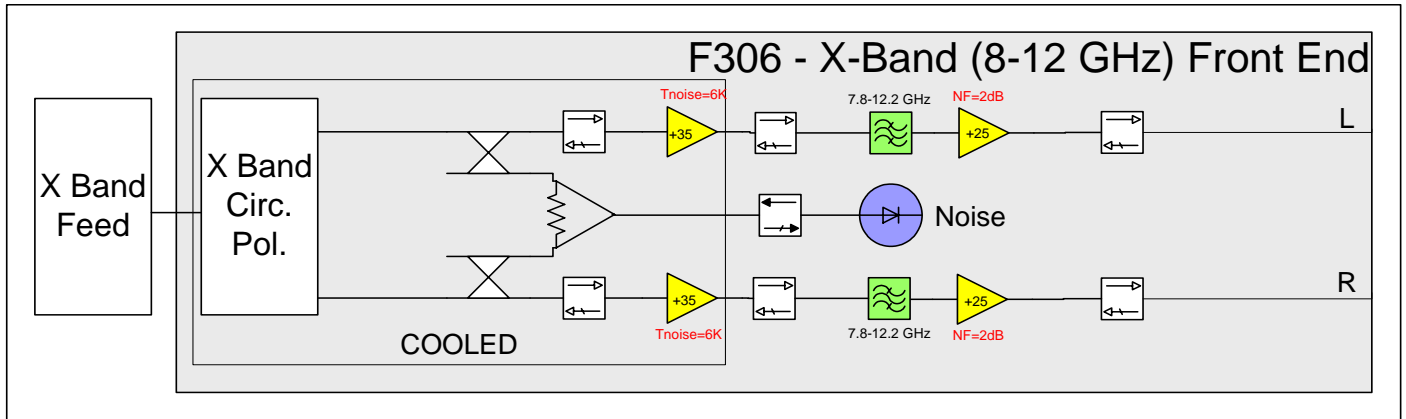 F306 - X-Band (8-12 GHz) Front End
Tnoise=6K
7.8-12.2 GHz
NF=2dB
+35
+25
L
X Band
Feed
X Band
Circ.
Pol.
Noise
+35
+25
R
Tnoise=6K
7.8-12.2 GHz
NF=2dB
COOLED